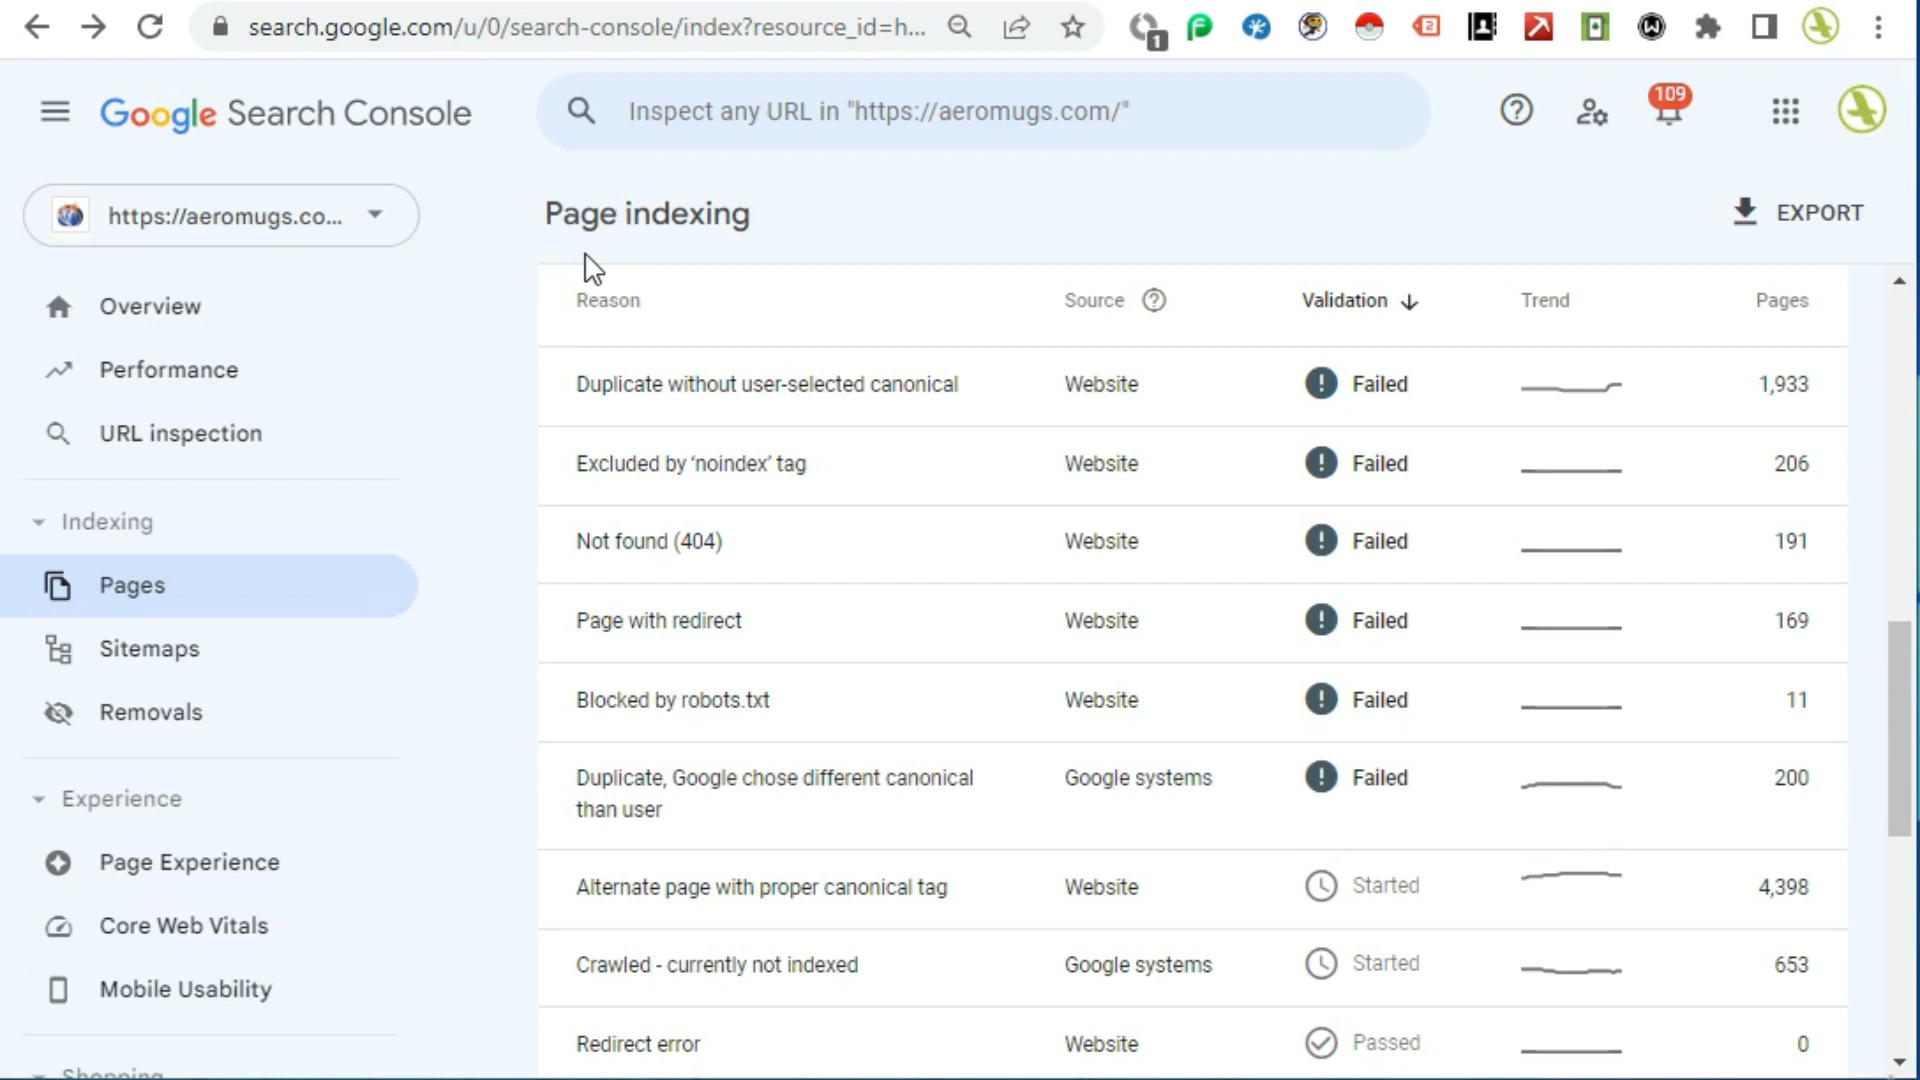 search.google.com/u/0/search-console/index?resource_id=h...
1
2
Google Search Console
Inspect any URL in "https://aeromugs.com/"
109
https://aeromugs.co...
Page indexing
EXPORT
Overview
Performance
URL inspection
Indexing
Pages
Sitemaps
Removals
Experience
Page Experience
Core Web Vitals
Mobile Usability
Shopping
Reason Source Validation Trend Pages
Duplicate without user-selected canonical Website Failed 1,933
Excluded by ‘noindex’ tag Website Failed 206
Not found (404) Website Failed 191
Page with redirect Website Failed 169
Blocked by robots.txt Website Failed 11
Duplicate, Google chose different canonical Google systems Failed 200
than user
Alternate page with proper canonical tag Website Started 4,398
Crawled - currently not indexed Google systems Started 653
Redirect error Website Passed 0